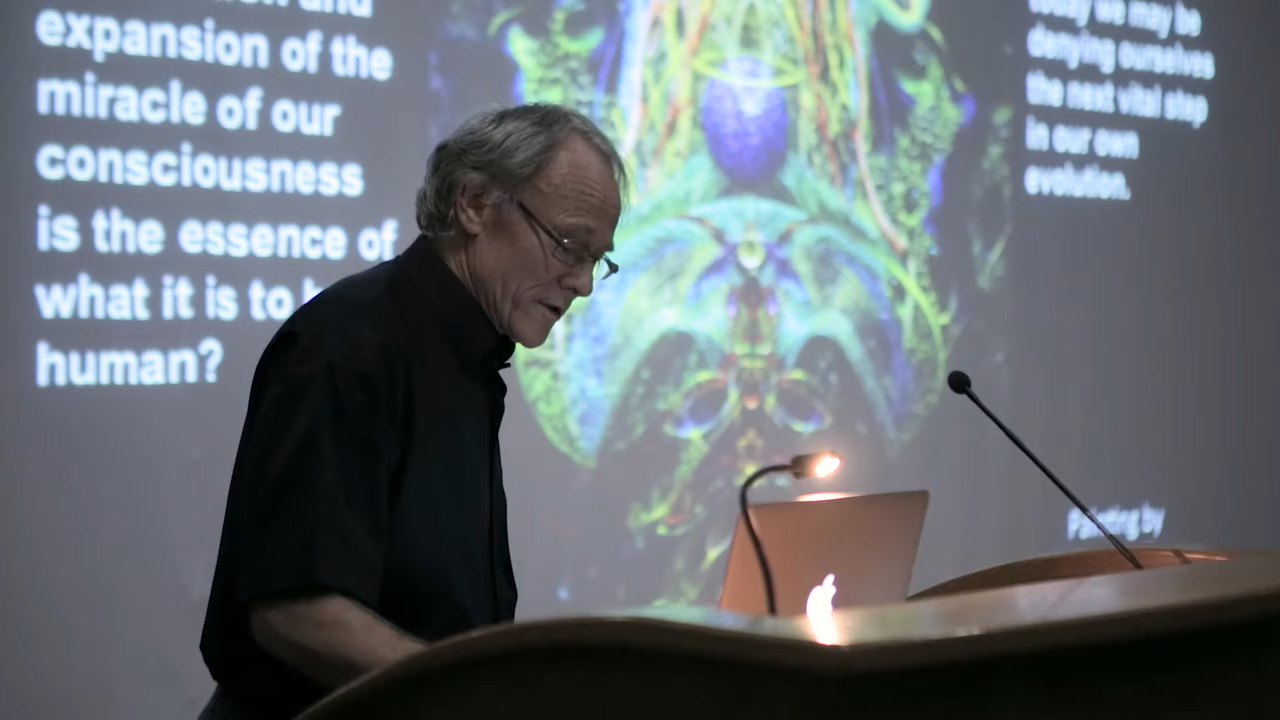 expansion of the
miracle of our
consciousness
is the essence of
what it is to
human?
today we may be
denying ourselves
the next vital step
in our own
evolution.
Painting by